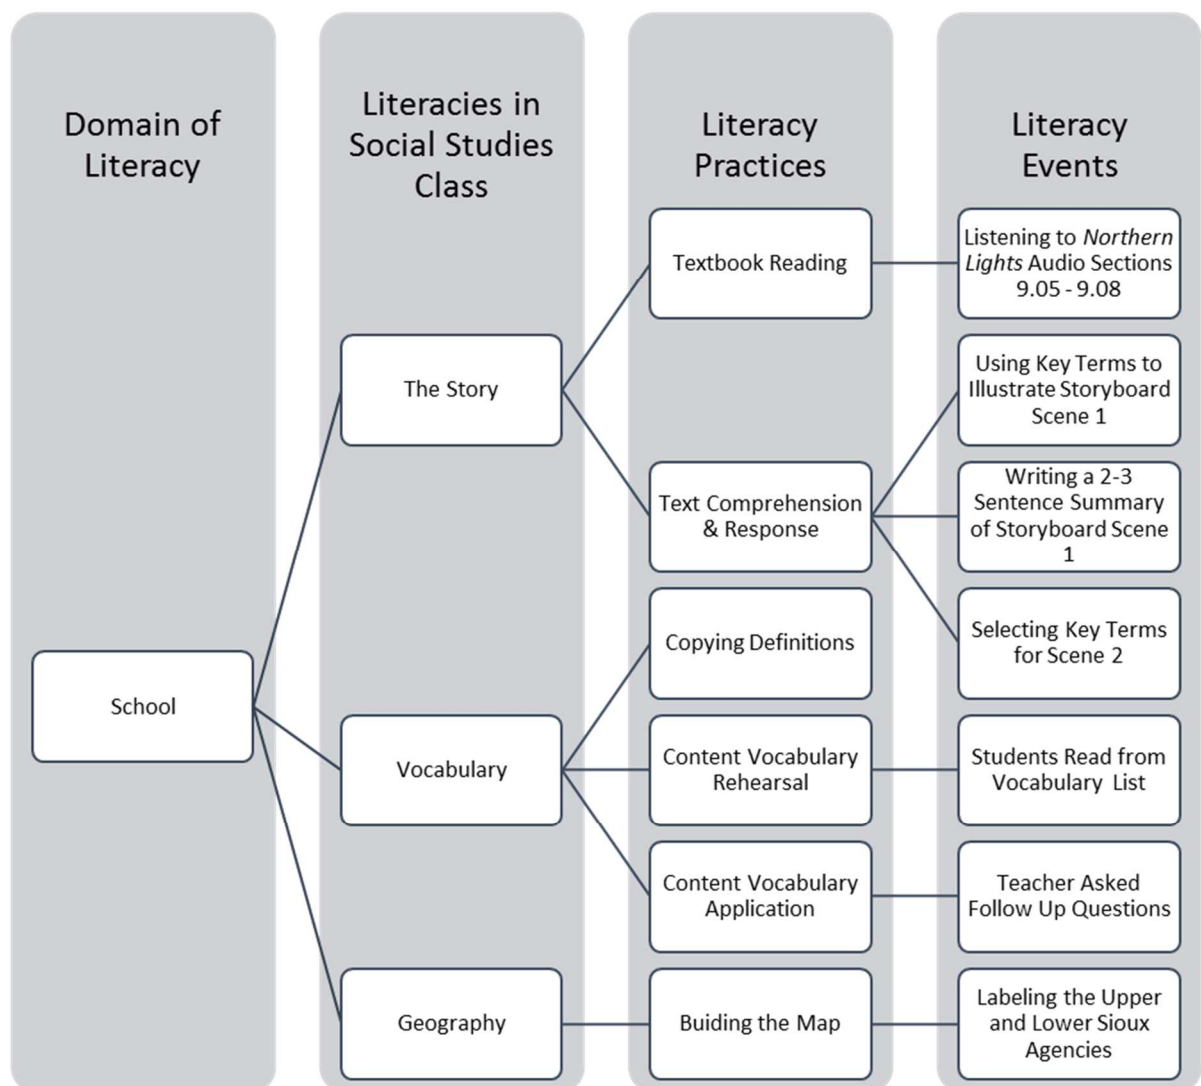 Domain of
Literacy
Literacies in
Social Studies
Class
Literacy
Practices
Literacy
Events
School
The Story
Vocabulary
Geography
Textbook Reading
Text Comprehension
& Response
Copying Definitions
Content Vocabulary
Rehearsal
Content Vocabulary
Application
Buiding the Map
Listening to Northern
Lights Audio Sections
9.05 - 9.08
Using Key Terms to
Illustrate Storyboard
Scene 1
Writing a 2-3
Sentence Summary
of Storyboard Scene
1
Selecting Key Terms
for Scene 2
Students Read from
Vocabulary List
Teacher Asked
Follow Up Questions
Labeling the Upper
and Lower Sioux
Agencies